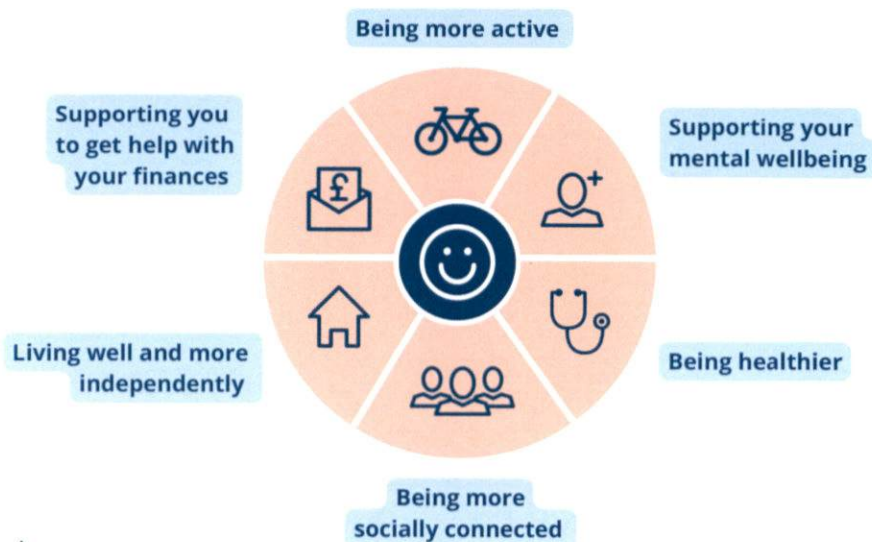 Being more active
Supporting you
to get help with
your finances
Supporting your
mental wellbeing
£
Living well and more
independently
Being healthier
Being more
socially connected